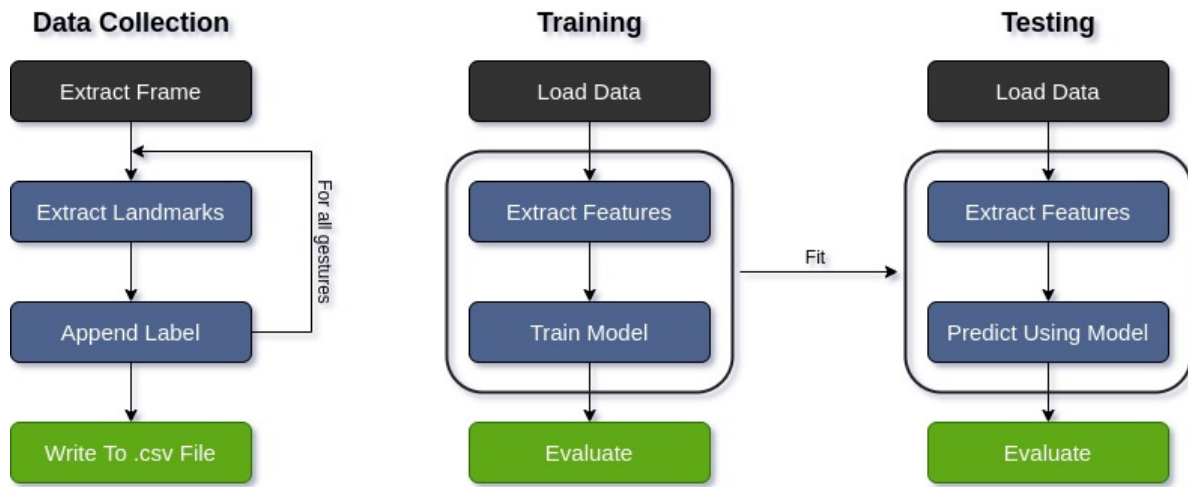 Data Collection
Extract Frame
Extract Landmarks
Append Label
For all gestures
Write To .csv File
Training
Load Data
Extract Features
Train Model
Evaluate
Fit
Testing
Load Data
Extract Features
Predict Using Model
Evaluate